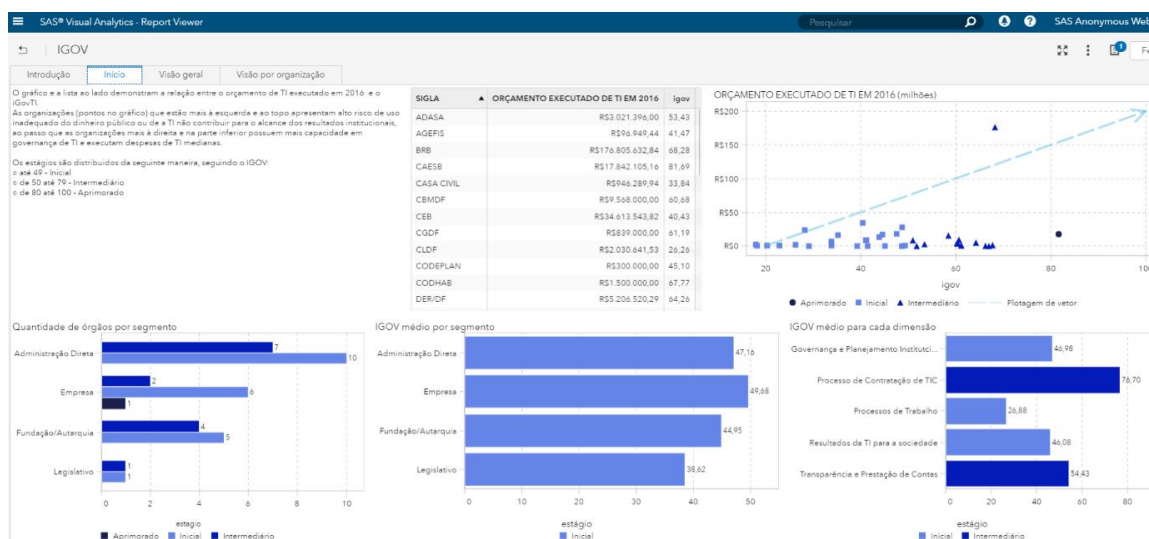 SAS® Visual Analytics - Report Viewer
Pesquisar
SAS Anonymous Web
IGOV
1
Introdução
Início
Visão geral
Visão por organização
O gráfico e a lista ao lado demonstram a relação entre o orçamento de TI executado em 2016 e o
iGovTI.
As organizações (pontos no gráfico) que estão mais à esquerda e ao topo apresentam alto risco de uso
inadequado do dinheiro público ou de a TI não contribuir para o alcance dos resultados institucionais,
ao passo que as organizações mais à direita e na parte inferior possuem mais capacidade em
governança de TI e executam despesas de TI medianas.
Os estágios são distribuidos da seguinte maneira, seguindo o IGOV:
o até 49 - Inicial
o de 50 até 79 - Intermediário
o de 80 até 100 - Aprimorado
SIGLA ORÇAMENTO EXECUTADO DE TI EM 2016 igov
ADASA R$3.021.396,00 53,43
AGEFIS R$96.949,44 41,47
BRB R$176.805.632,84 68,28
CAESB R$17.842.105,16 81,69
CASA CIVIL R$946.289,94 33,84
CBMDF R$9.568.000,00 60,68
CEB R$34.613.543,82 40,43
CGDF R$839.000,00 61,19
CLDF R$2.030.641,53 26,26
CODEPLAN R$300.000,00 45,10
CODHAB R$1.500.000,00 67,77
DER/DF R$5.206.520,29 64,26
ORÇAMENTO EXECUTADO DE TI EM 2016 (milhões)
R$200
R$150
R$100
R$50
R$0
20 40 60 80 100
igov
Aprimorado Inicial Intermediário Plotagem de vetor
Quantidade de órgãos por segmento
Administração Direta 7 10
Empresa 2 6 1
Fundação/Autarquia 4 5
Legislativo 1 1
0 2 4 6 8 10
estagio
Aprimorado Inicial Intermediário
IGOV médio por segmento
Administração Direta 47,16
Empresa 49,68
Fundação/Autarquia 44,95
Legislativo 38,62
0 10 20 30 40 50
estágio
Inicial
IGOV médio para cada dimensão
Governança e Planejamento Institutci... 46,98
Processo de Contratação de TIC 76,70
Processos de Trabalho 26,88
Resultados da TI para a sociedade 46,08
Transparência e Prestação de Contas 54,43
0 20 40 60 80
estágio
Inicial Intermediário